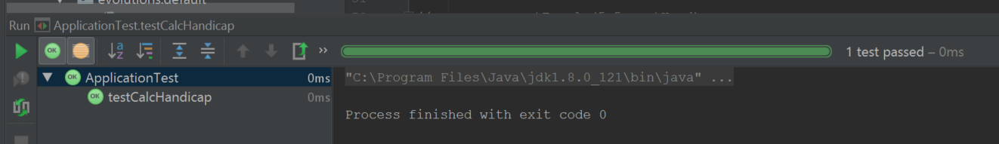 evolutions.default
Run ApplicationTest.testCalcHandicap
1 test passed – 0ms
OK ApplicationTest 0ms
OK testCalcHandicap 0ms
"C:\Program Files\Java\jdk1.8.0_121\bin\java" ...
Process finished with exit code 0